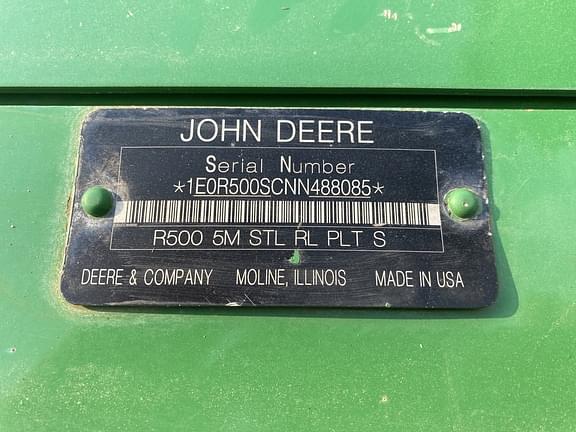 JOHN DEERE
Serial Number
*1E0R500SCNN488085*
R500 5M STL RL PLT S
DEERE & COMPANY MOLINE, ILLINOIS MADE IN USA